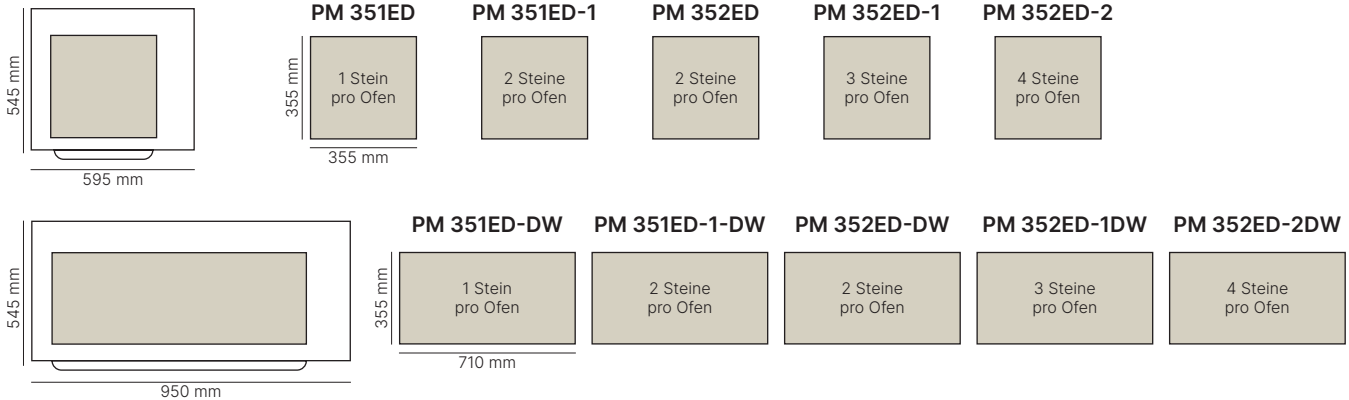 PM 351ED
PM 351ED-1
PM 352ED
PM 352ED-1
PM 352ED-2
545 mm
595 mm
355 mm
1 Stein
pro Ofen
2 Steine
pro Ofen
2 Steine
pro Ofen
3 Steine
pro Ofen
4 Steine
pro Ofen
355 mm
PM 351ED-DW
PM 351ED-1-DW
PM 352ED-DW
PM 352ED-1DW
PM 352ED-2DW
545 mm
950 mm
355 mm
1 Stein
pro Ofen
2 Steine
pro Ofen
2 Steine
pro Ofen
3 Steine
pro Ofen
4 Steine
pro Ofen
710 mm